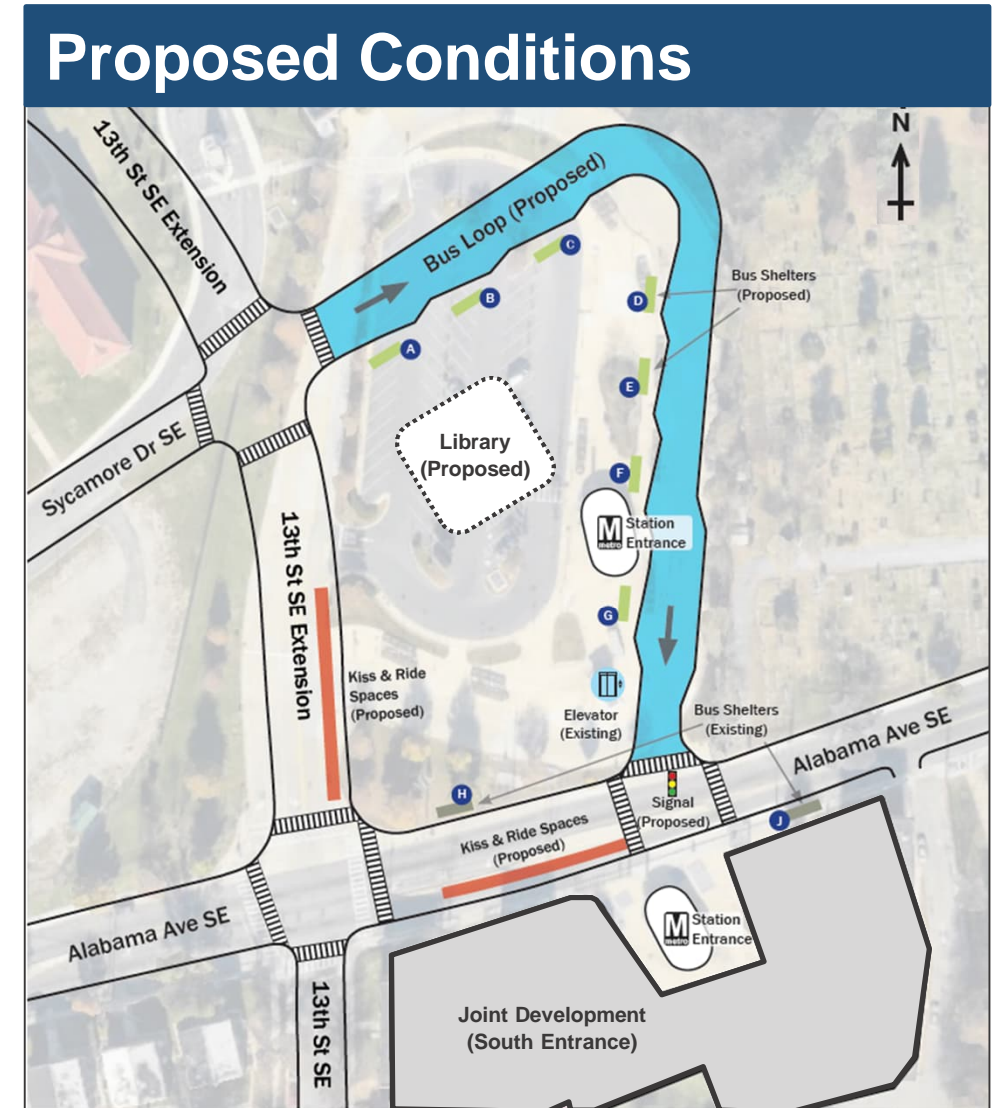 Proposed Conditions
N
13th St SE Extension
Bus Loop (Proposed)
C
B
A
D
E
F
G
Bus Shelters
(Proposed)
Library
(Proposed)
Sycamore Dr SE
M
metro
Station
Entrance
13th St SE Extension
Kiss & Ride
Spaces
(Proposed)
Elevator
(Existing)
Bus Shelters
(Existing)
Alabama Ave SE
H
Signal
(Proposed)
J
Kiss & Ride Spaces
(Proposed)
Alabama Ave SE
M
metro
Station
Entrance
13th St SE
Joint Development
(South Entrance)